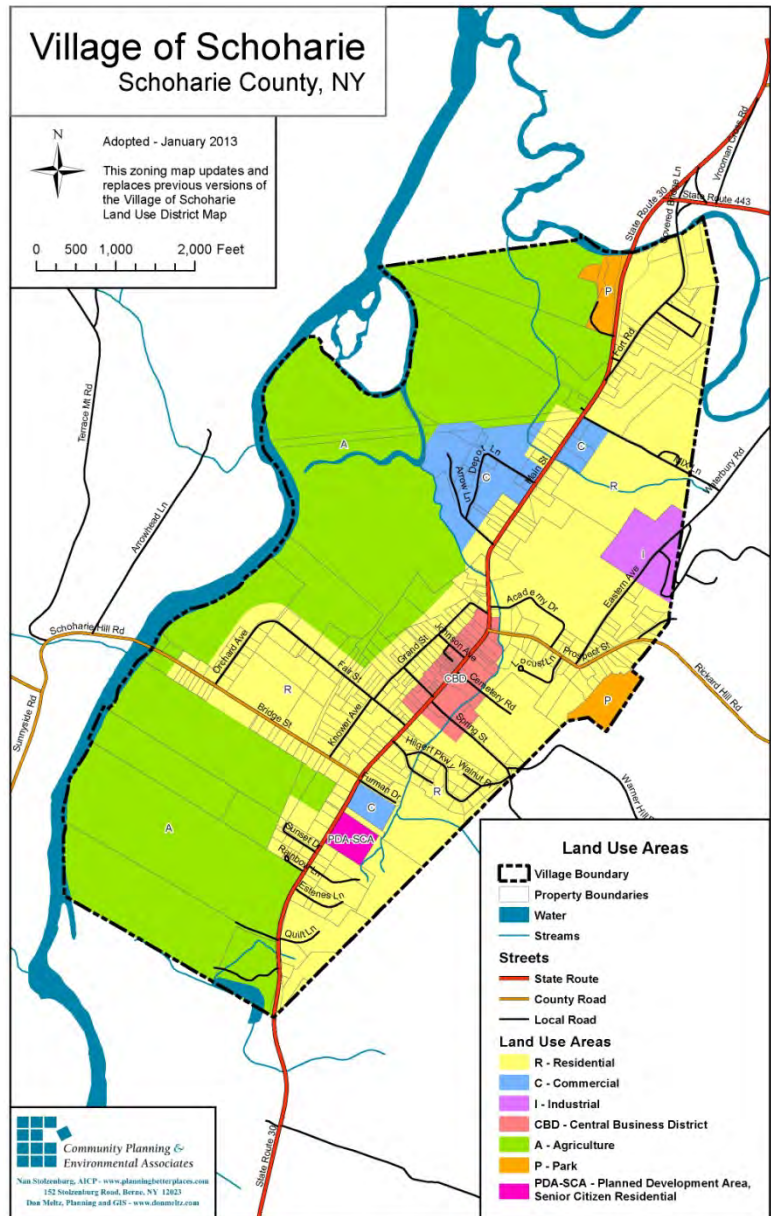 Village of Schoharie
Schoharie County, NY
N
Adopted - January 2013
This zoning map updates and
replaces previous versions of
the Village of Schoharie
Land Use District Map
0 500 1,000 2,000 Feet
Vrooman Cross Rd
State Route 30
State Route 443
Covered Bridge Ln
P
Fort Rd
Terrace Mt Rd
Arrowhead Ln
A
Depot Ln
Arrow Ln
C
Main St
C
Mix Ln
R
Waterbury Rd
I
Eastern Ave
Academy Dr
Schoharie Hill Rd
Orchard Ave
Grand St
Johnson Ave
Locust Ln
Prospect St
Fair St
CBD
Cemetery Rd
Rickard Hill Rd
Sunnyside Rd
R
Bridge St
Knower Ave
Spring St
P
Hilgert Pkwy
Walnut
R
Warner Hill
Furman Dr
C
A
Sunset D
PDA-SCA
Rainbow Ln
Estenes Ln
Quilt Ln
State Route 30
Land Use Areas
Village Boundary
Property Boundaries
Water
Streams
Streets
State Route
County Road
Local Road
Land Use Areas
R - Residential
C - Commercial
I - Industrial
CBD - Central Business District
A - Agriculture
P - Park
PDA-SCA - Planned Development Area,
Senior Citizen Residential
Community Planning &
Environmental Associates
Nan Stolzenburg, AICP - www.planningbetterplaces.com
152 Stolzenburg Road, Berne, NY 12023
Don Meltz, Planning and GIS - www.donmeltz.com